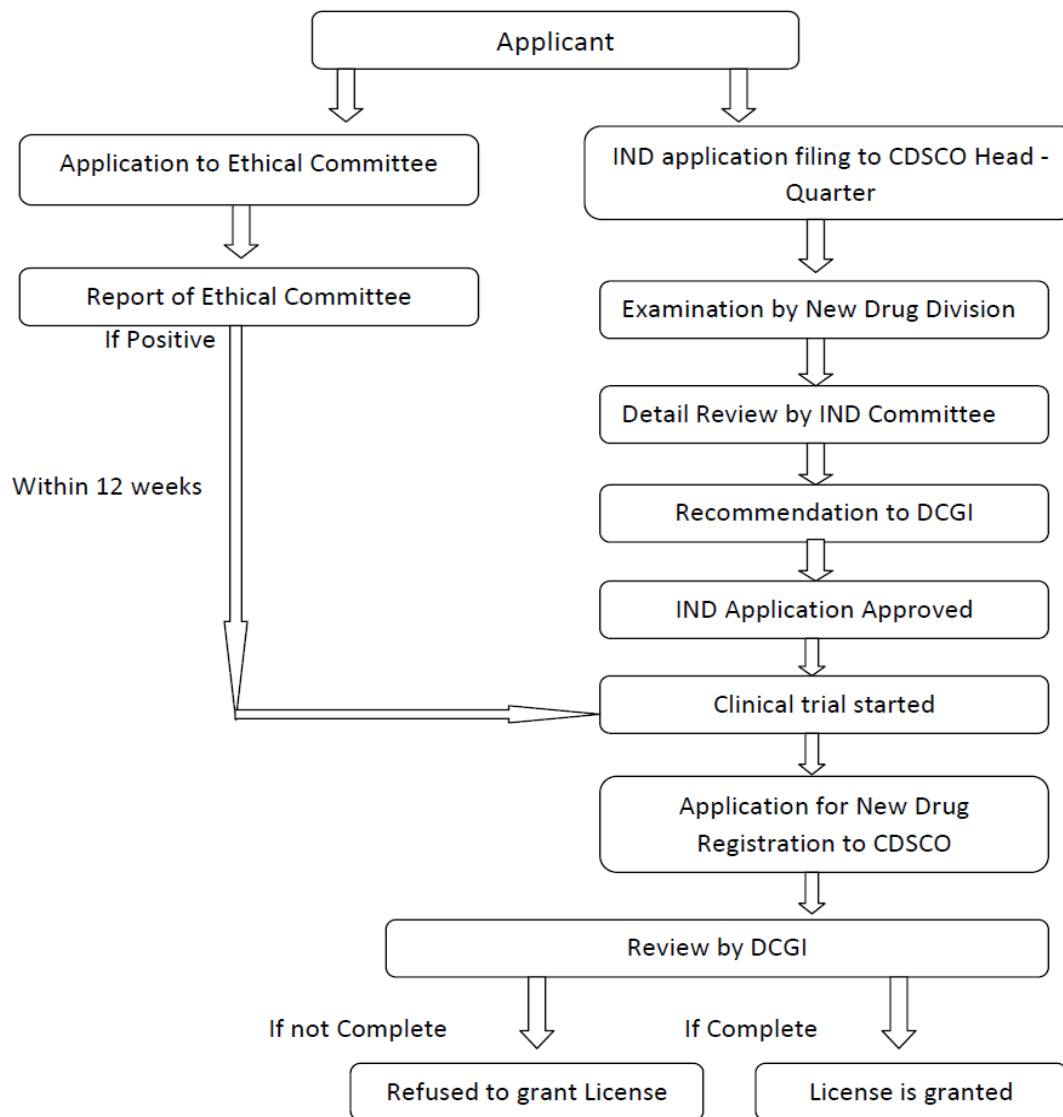 Applicant
Application to Ethical Committee
IND application filing to CDSCO Head -
Quarter
Report of Ethical Committee
Examination by New Drug Division
If Positive
Detail Review by IND Committee
Within 12 weeks
Recommendation to DCGI
IND Application Approved
Clinical trial started
Application for New Drug
Registration to CDSCO
Review by DCGI
If not Complete
If Complete
Refused to grant License
License is granted